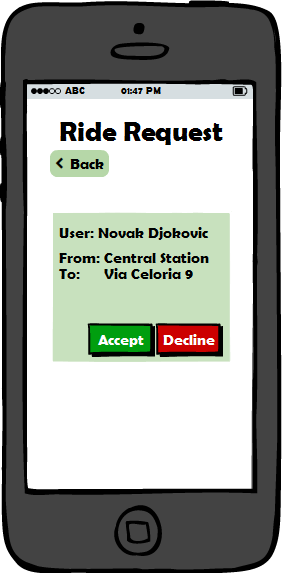 ABC 01:47 PM
Ride Request
Back
User: Novak Djokovic
From: Central Station
To: Via Celoria 9
Accept Decline